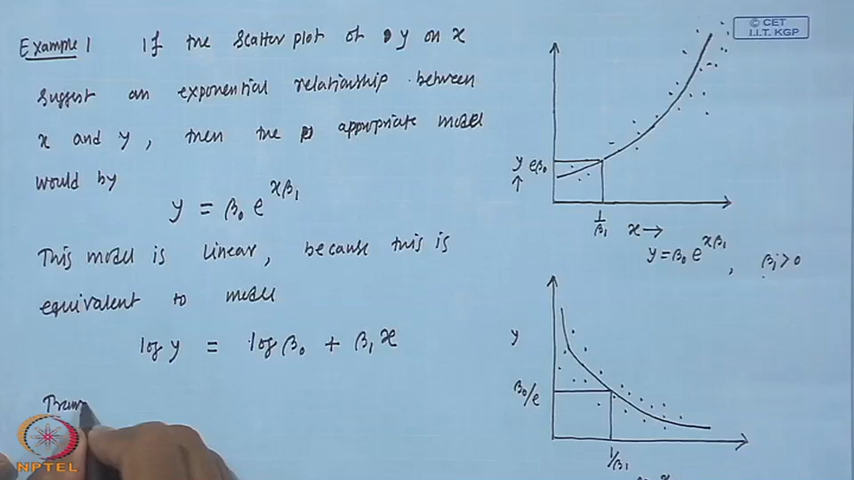 Example 1 If the scatter plot of y on x
suggest an exponential relationship between
x and y, then the appropriate model
would by
y = β₀ e^{xβ₁}
This model is linear, because this is
equivalent to model
log y = log β₀ + β₁ x
Tran
© CET
I.I.T. KGP
y eβ₀
↑
1/β₁ x →
y = β₀ e^{xβ₁}, β₁ > 0
y
β₀/e
1/β₁
NPTEL